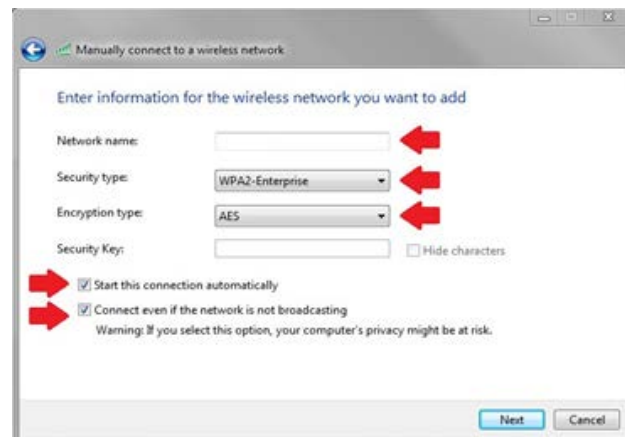 Manually connect to a wireless network
Enter information for the wireless network you want to add
Network name:
Security type: WPA2-Enterprise
Encryption type: AES
Security Key: Hide characters
Start this connection automatically
Connect even if the network is not broadcasting
Warning: If you select this option, your computer's privacy might be at risk.
Next Cancel